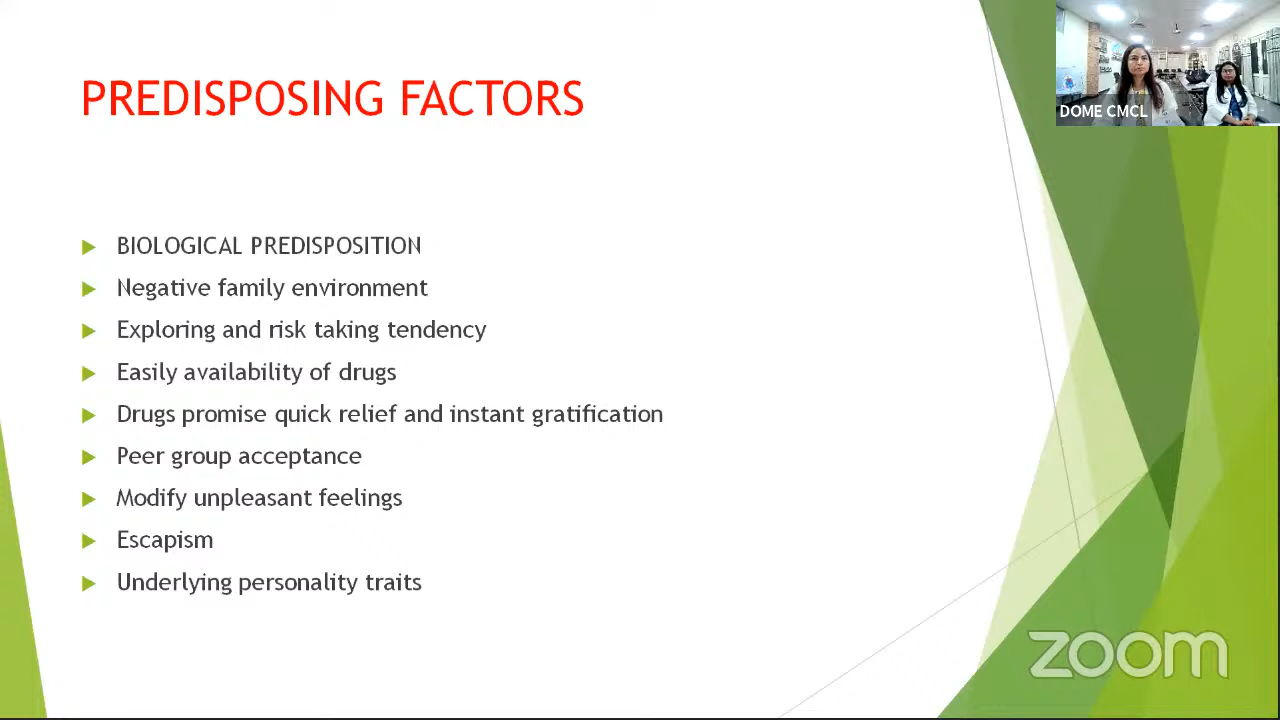 PREDISPOSING FACTORS
DOME CMCL
BIOLOGICAL PREDISPOSITION
Negative family environment
Exploring and risk taking tendency
Easily availability of drugs
Drugs promise quick relief and instant gratification
Peer group acceptance
Modify unpleasant feelings
Escapism
Underlying personality traits
zoom